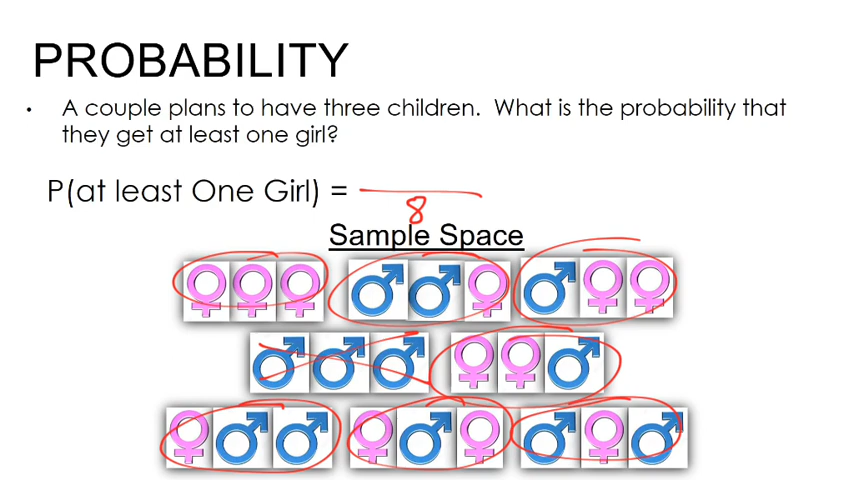 PROBABILITY
• A couple plans to have three children. What is the probability that
they get at least one girl?
P(at least One Girl) =
8
Sample Space